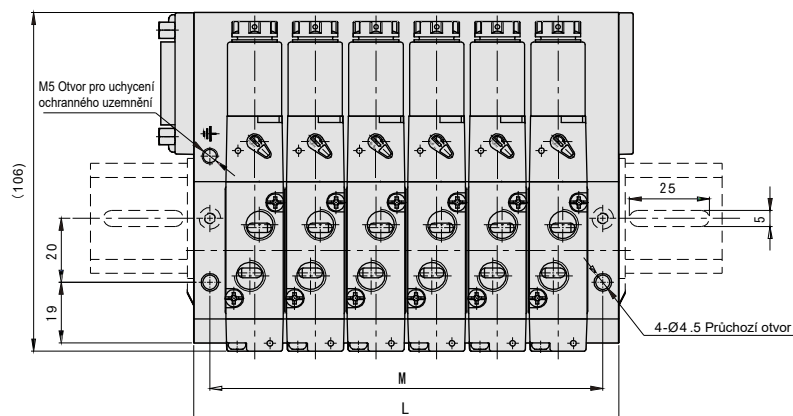 M5 Otvor pro uchycení
ochranného uzemnění
(106)
25
5
20
19
4-Ø4.5 Průchozí otvor
M
L